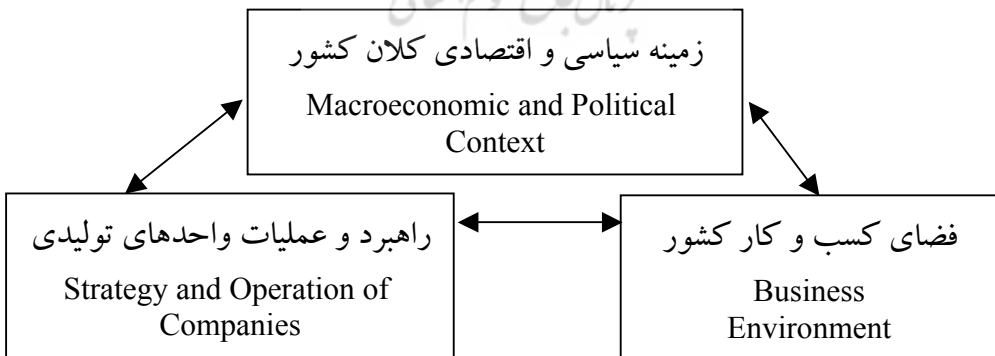 زمینه سیاسی و اقتصادی کلان کشور
Macroeconomic and Political
Context
راهبرد و عملیات واحدهای تولیدی
Strategy and Operation of
Companies
فضای کسب و کار کشور
Business
Environment